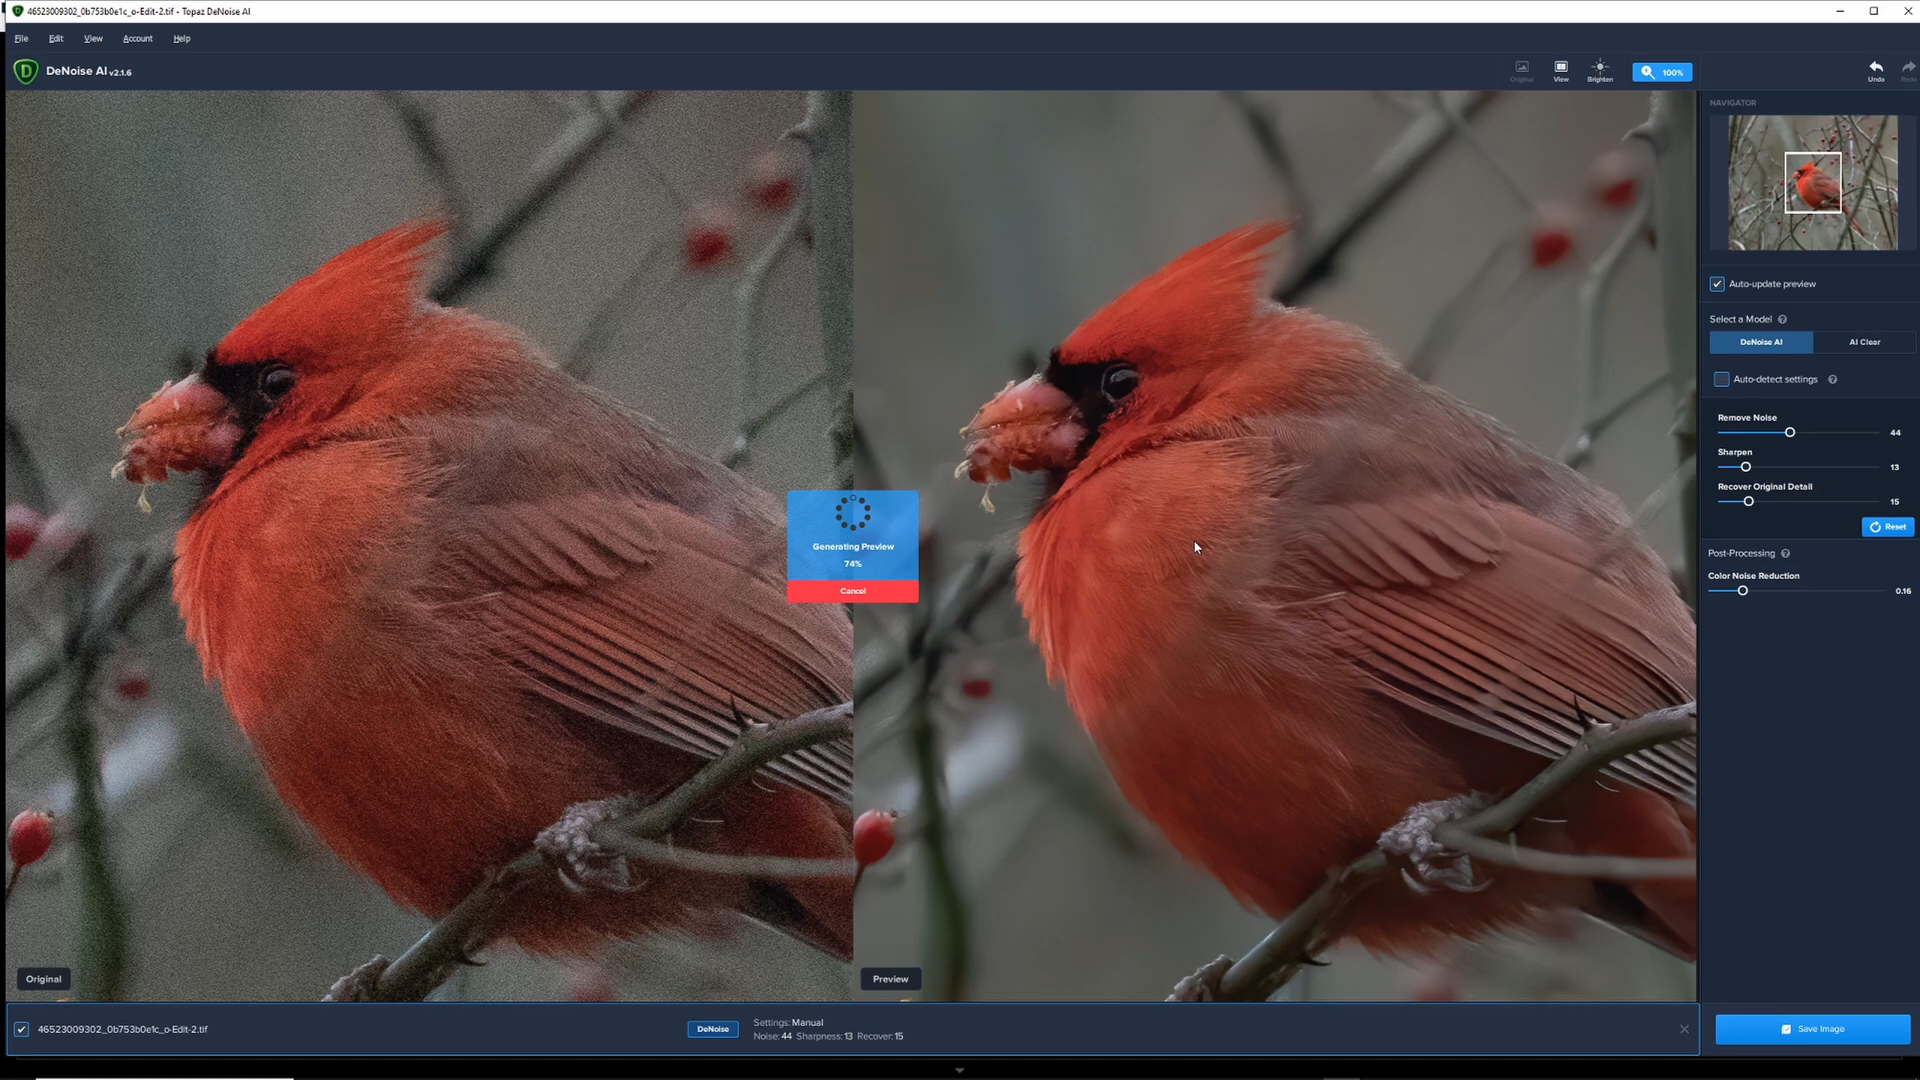 46523009302_0b753b0e1c_o-Edit-2.tif - Topaz DeNoise AI
File Edit View Account Help
DeNoise AI v2.1.6
Original View Brighten 100% Undo Redo
NAVIGATOR
Auto-update preview
Select a Model
DeNoise AI AI Clear
Auto-detect settings
Remove Noise
44
Sharpen
13
Recover Original Detail
15
Reset
Post-Processing
Color Noise Reduction
0.16
Generating Preview
74%
Cancel
Original Preview
46523009302_0b753b0e1c_o-Edit-2.tif
DeNoise
Settings: Manual
Noise: 44 Sharpness: 13 Recover: 15
Save Image